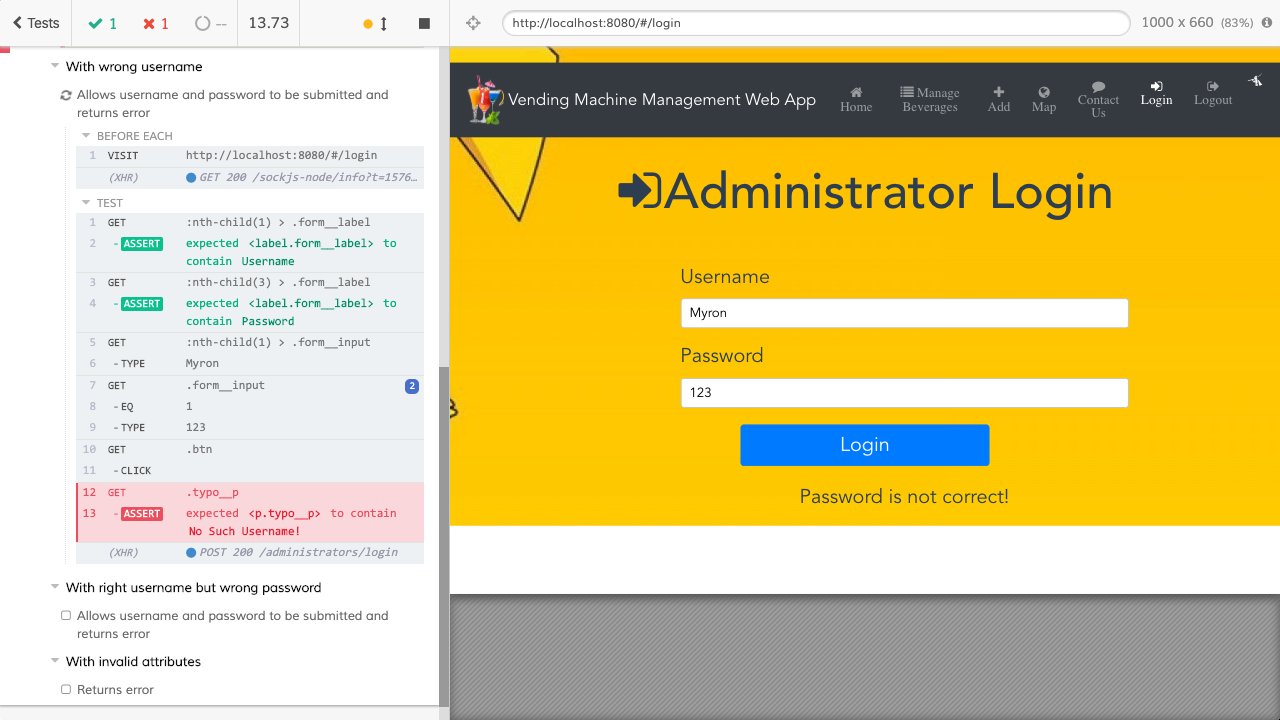 Tests
1
1
--
13.73
With wrong username
Allows username and password to be submitted and
returns error
BEFORE EACH
1 VISIT http://localhost:8080/#/login
(XHR) GET 200 /sockjs-node/info?t=1576…
TEST
1 GET :nth-child(1) > .form__label
2 -ASSERT expected <label.form__label> to
contain Username
3 GET :nth-child(3) > .form__label
4 -ASSERT expected <label.form__label> to
contain Password
5 GET :nth-child(1) > .form__input
6 -TYPE Myron
7 GET .form__input 2
8 -EQ 1
9 -TYPE 123
10 GET .btn
11 -CLICK
12 GET .typo__p
13 -ASSERT expected <p.typo__p> to contain
No Such Username!
(XHR) POST 200 /administrators/login
With right username but wrong password
Allows username and password to be submitted and
returns error
With invalid attributes
Returns error
http://localhost:8080/#/login
1000 x 660 (83%)
Vending Machine Management Web App
Home
Manage
Beverages
Add
Map
Contact
Us
Login
Logout
Administrator Login
Username
Myron
Password
123
Login
Password is not correct!